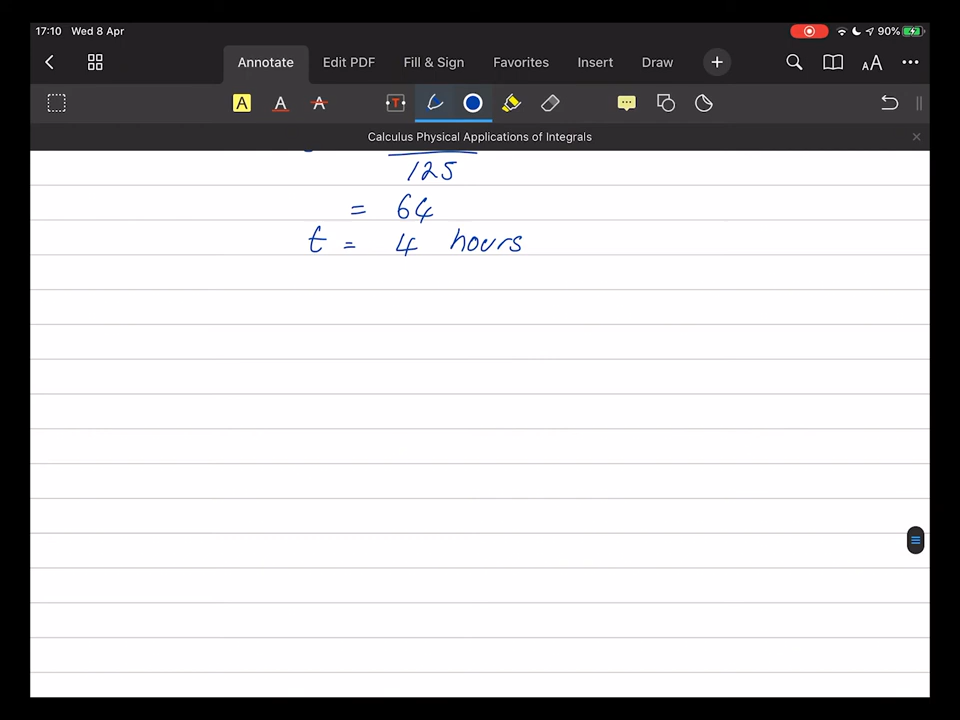 17:10 Wed 8 Apr
90%
Annotate Edit PDF Fill & Sign Favorites Insert Draw
A A A T
Calculus Physical Applications of Integrals
125
= 64
t = 4 hours